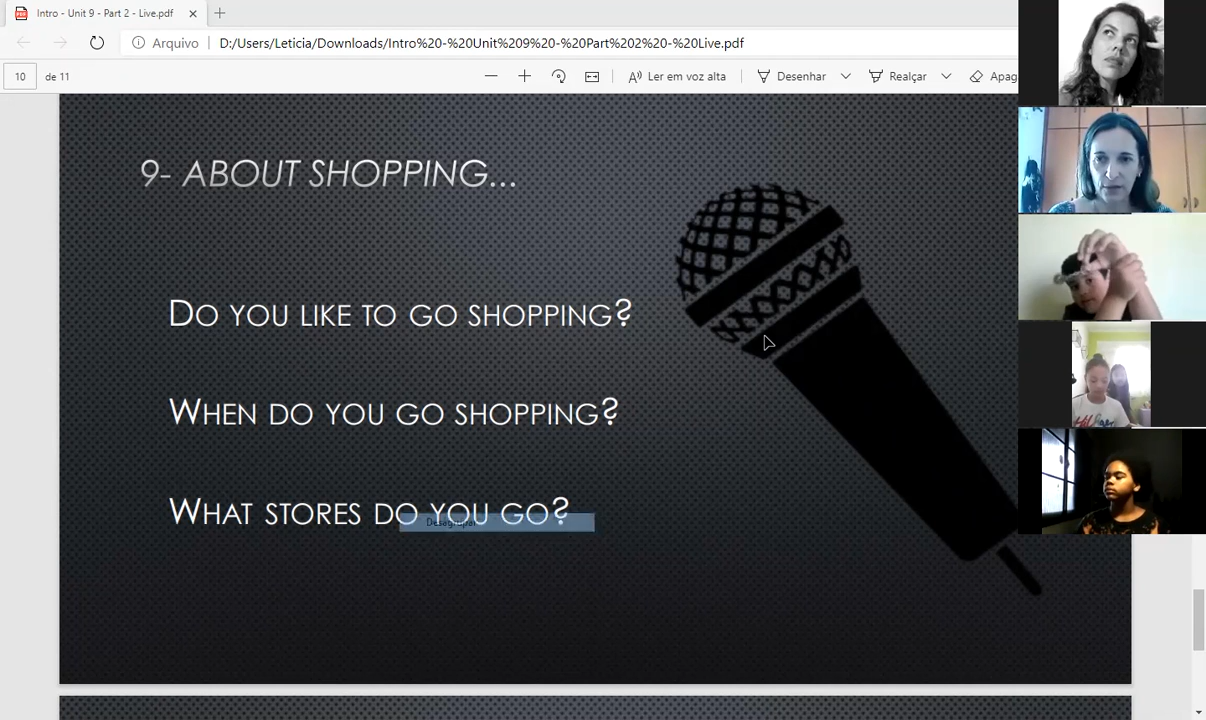 Intro - Unit 9 - Part 2 - Live.pdf
Arquivo D:/Users/Leticia/Downloads/Intro%20-%20Unit%209%20-%20Part%202%20-%20Live.pdf
10 de 11 Ler em voz alta Desenhar Realçar Apag
9- ABOUT SHOPPING...
DO YOU LIKE TO GO SHOPPING?
WHEN DO YOU GO SHOPPING?
WHAT STORES DO YOU GO?
Desagrupar